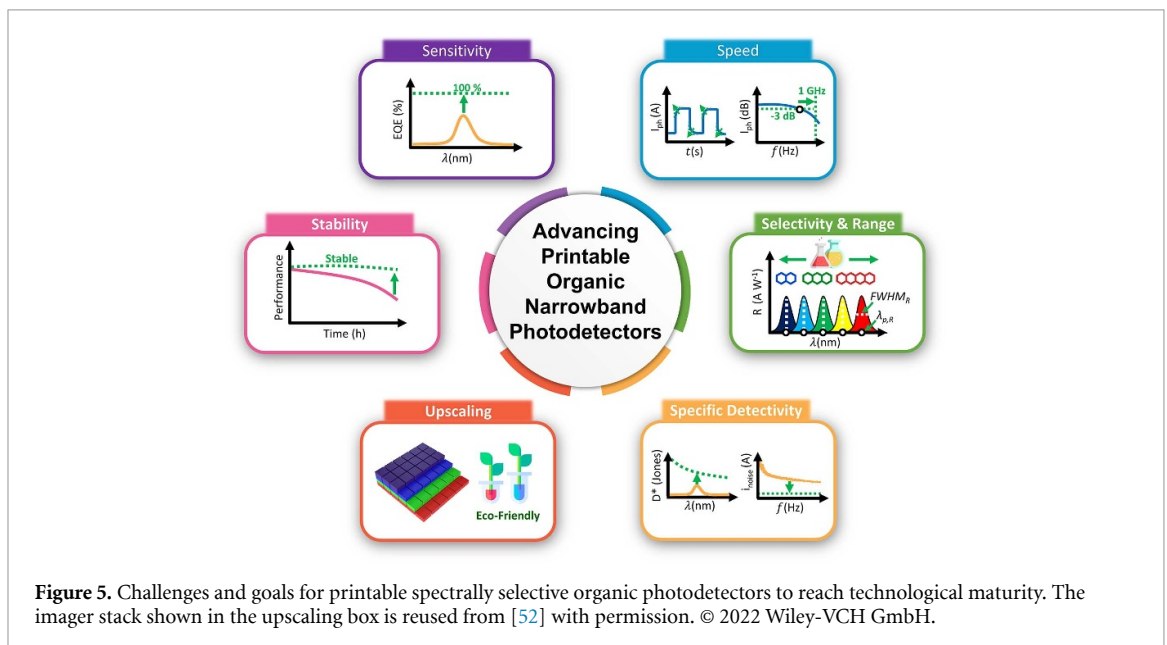 Sensitivity
EQE (%)
100 %
λ(nm)
Speed
I_ph (A)
t(s)
I_ph (dB)
1 GHz
-3 dB
f(Hz)
Stability
Performance
Stable
Time (h)
Advancing
Printable
Organic
Narrowband
Photodetectors
Selectivity & Range
R (A W⁻¹)
FWHM_R
λ_p,R
λ(nm)
Upscaling
Eco-Friendly
Specific Detectivity
D* (Jones)
λ(nm)
i_noise (A)
f(Hz)
Figure 5. Challenges and goals for printable spectrally selective organic photodetectors to reach technological maturity. The
imager stack shown in the upscaling box is reused from [52] with permission. © 2022 Wiley-VCH GmbH.